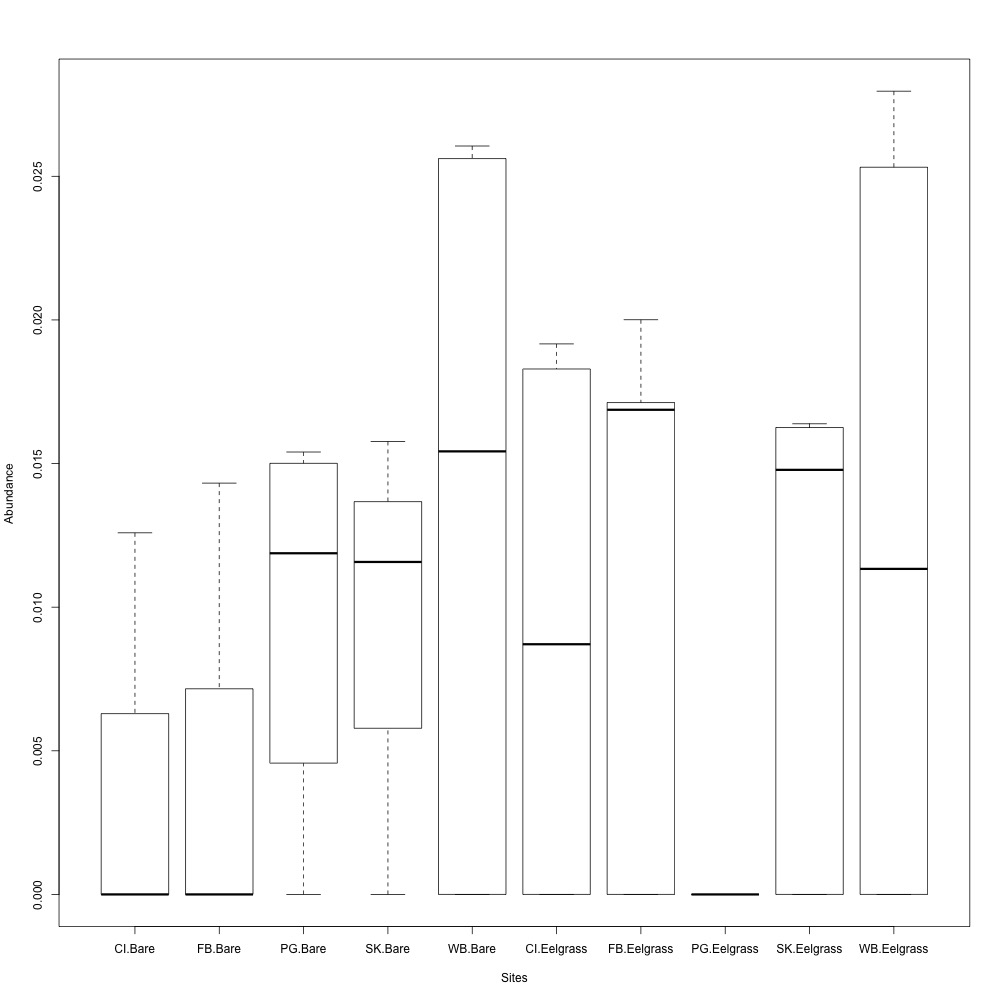 Abundance
0.025
0.020
0.015
0.010
0.005
0.000
CI.Bare FB.Bare PG.Bare SK.Bare WB.Bare CI.Eelgrass FB.Eelgrass PG.Eelgrass SK.Eelgrass WB.Eelgrass
Sites